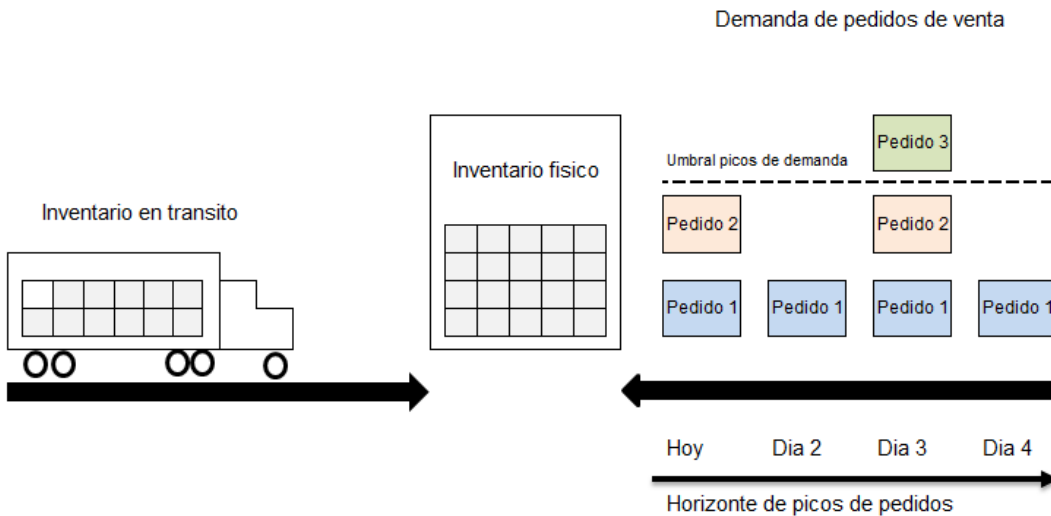 Demanda de pedidos de venta
Pedido 3
Inventario fisico
Umbral picos de demanda
Inventario en transito
Pedido 2
Pedido 2
Pedido 1
Pedido 1
Pedido 1
Pedido 1
Hoy
Dia 2
Dia 3
Dia 4
Horizonte de picos de pedidos